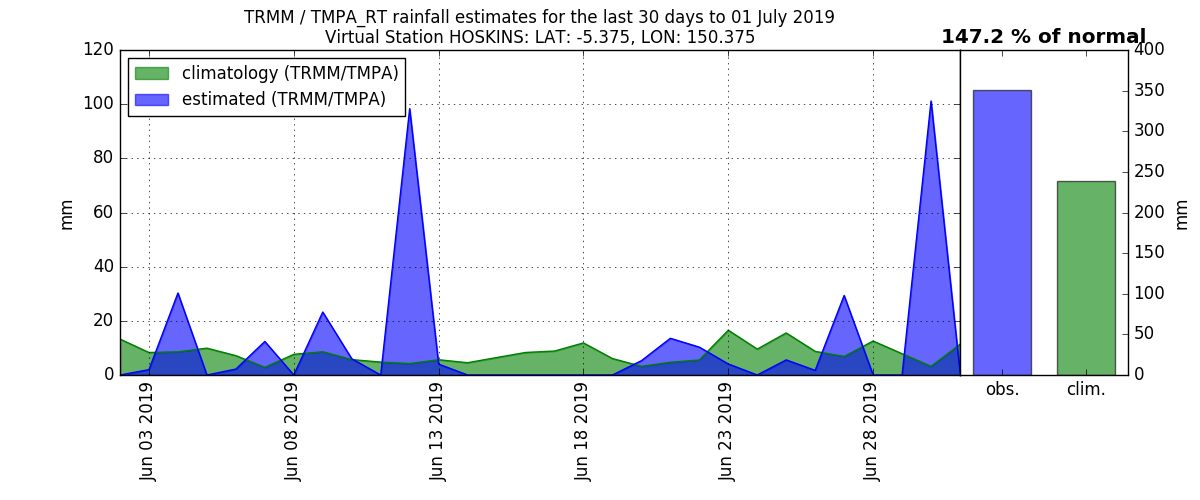 TRMM / TMPA_RT rainfall estimates for the last 30 days to 01 July 2019
Virtual Station HOSKINS: LAT: -5.375, LON: 150.375
147.2 % of normal
climatology (TRMM/TMPA)
estimated (TRMM/TMPA)
120
100
80
60
40
20
0
mm
Jun 03 2019
Jun 08 2019
Jun 13 2019
Jun 18 2019
Jun 23 2019
Jun 28 2019
obs.
clim.
400
350
300
250
200
150
100
50
0
mm